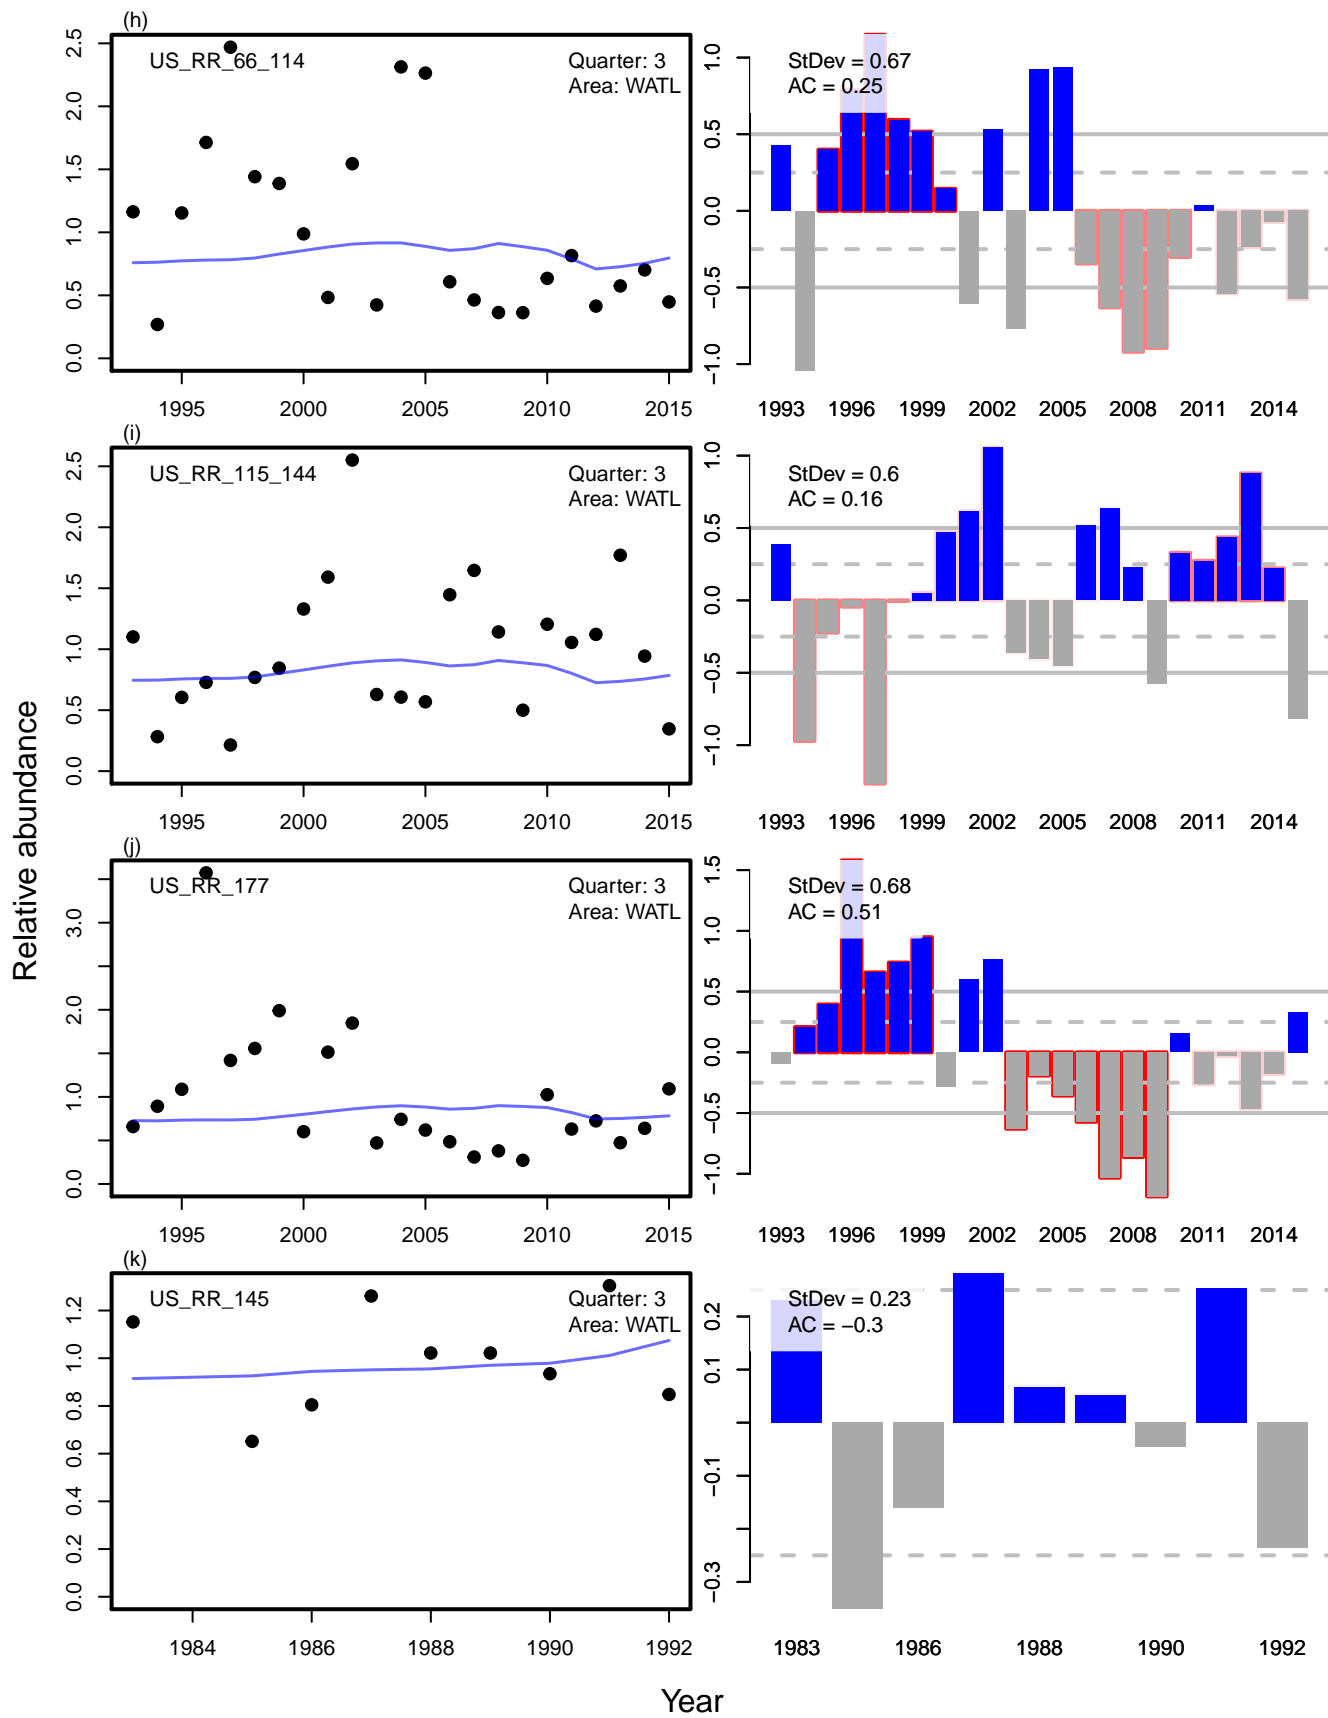 (h)
US_RR_66_114
Quarter: 3
Area: WATL
0.0 0.5 1.0 1.5 2.0 2.5
1995 2000 2005 2010 2015
StDev = 0.67
AC = 0.25
−1.0 −0.5 0.0 0.5 1.0
1993 1996 1999 2002 2005 2008 2011 2014
(i)
US_RR_115_144
Quarter: 3
Area: WATL
0.0 0.5 1.0 1.5 2.0 2.5
1995 2000 2005 2010 2015
StDev = 0.6
AC = 0.16
−1.0 −0.5 0.0 0.5 1.0
1993 1996 1999 2002 2005 2008 2011 2014
(j)
US_RR_177
Quarter: 3
Area: WATL
0.0 1.0 2.0 3.0
1995 2000 2005 2010 2015
StDev = 0.68
AC = 0.51
−1.0 −0.5 0.0 0.5 1.0 1.5
1993 1996 1999 2002 2005 2008 2011 2014
(k)
US_RR_145
Quarter: 3
Area: WATL
0.0 0.2 0.4 0.6 0.8 1.0 1.2
1984 1986 1988 1990 1992
StDev = 0.23
AC = −0.3
−0.3 −0.1 0.1 0.2
1983 1986 1988 1990 1992
Relative abundance
Year